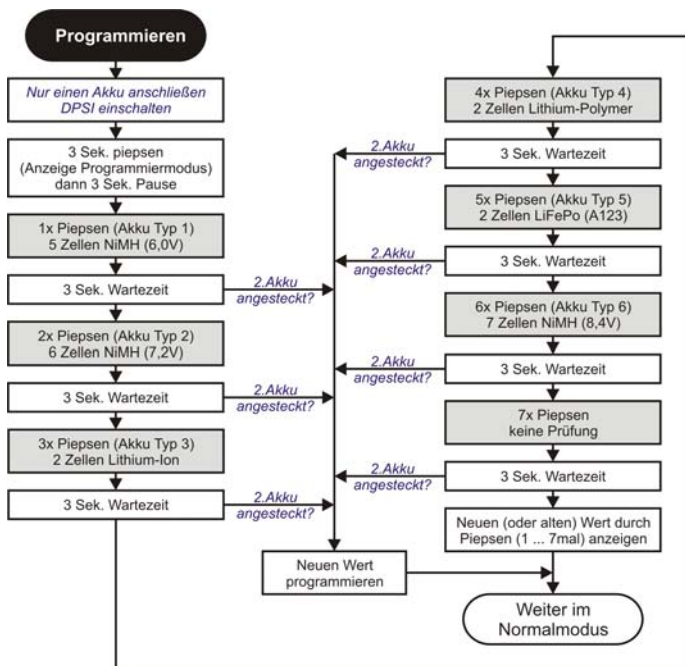 Programmieren
Nur einen Akku anschließen
DPSI einschalten
3 Sek. piepsen
(Anzeige Programmiermodus)
dann 3 Sek. Pause
1x Piepsen (Akku Typ 1)
5 Zellen NiMH (6,0V)
3 Sek. Wartezeit
2.Akku
angesteckt?
2x Piepsen (Akku Typ 2)
6 Zellen NiMH (7,2V)
3 Sek. Wartezeit
2.Akku
angesteckt?
3x Piepsen (Akku Typ 3)
2 Zellen Lithium-Ion
3 Sek. Wartezeit
2.Akku
angesteckt?
4x Piepsen (Akku Typ 4)
2 Zellen Lithium-Polymer
2.Akku
angesteckt?
3 Sek. Wartezeit
5x Piepsen (Akku Typ 5)
2 Zellen LiFePo (A123)
2.Akku
angesteckt?
3 Sek. Wartezeit
6x Piepsen (Akku Typ 6)
7 Zellen NiMH (8,4V)
2.Akku
angesteckt?
3 Sek. Wartezeit
7x Piepsen
keine Prüfung
2.Akku
angesteckt?
3 Sek. Wartezeit
Neuen (oder alten) Wert durch
Piepsen (1 ... 7mal) anzeigen
Neuen Wert
programmieren
Weiter im
Normalmodus